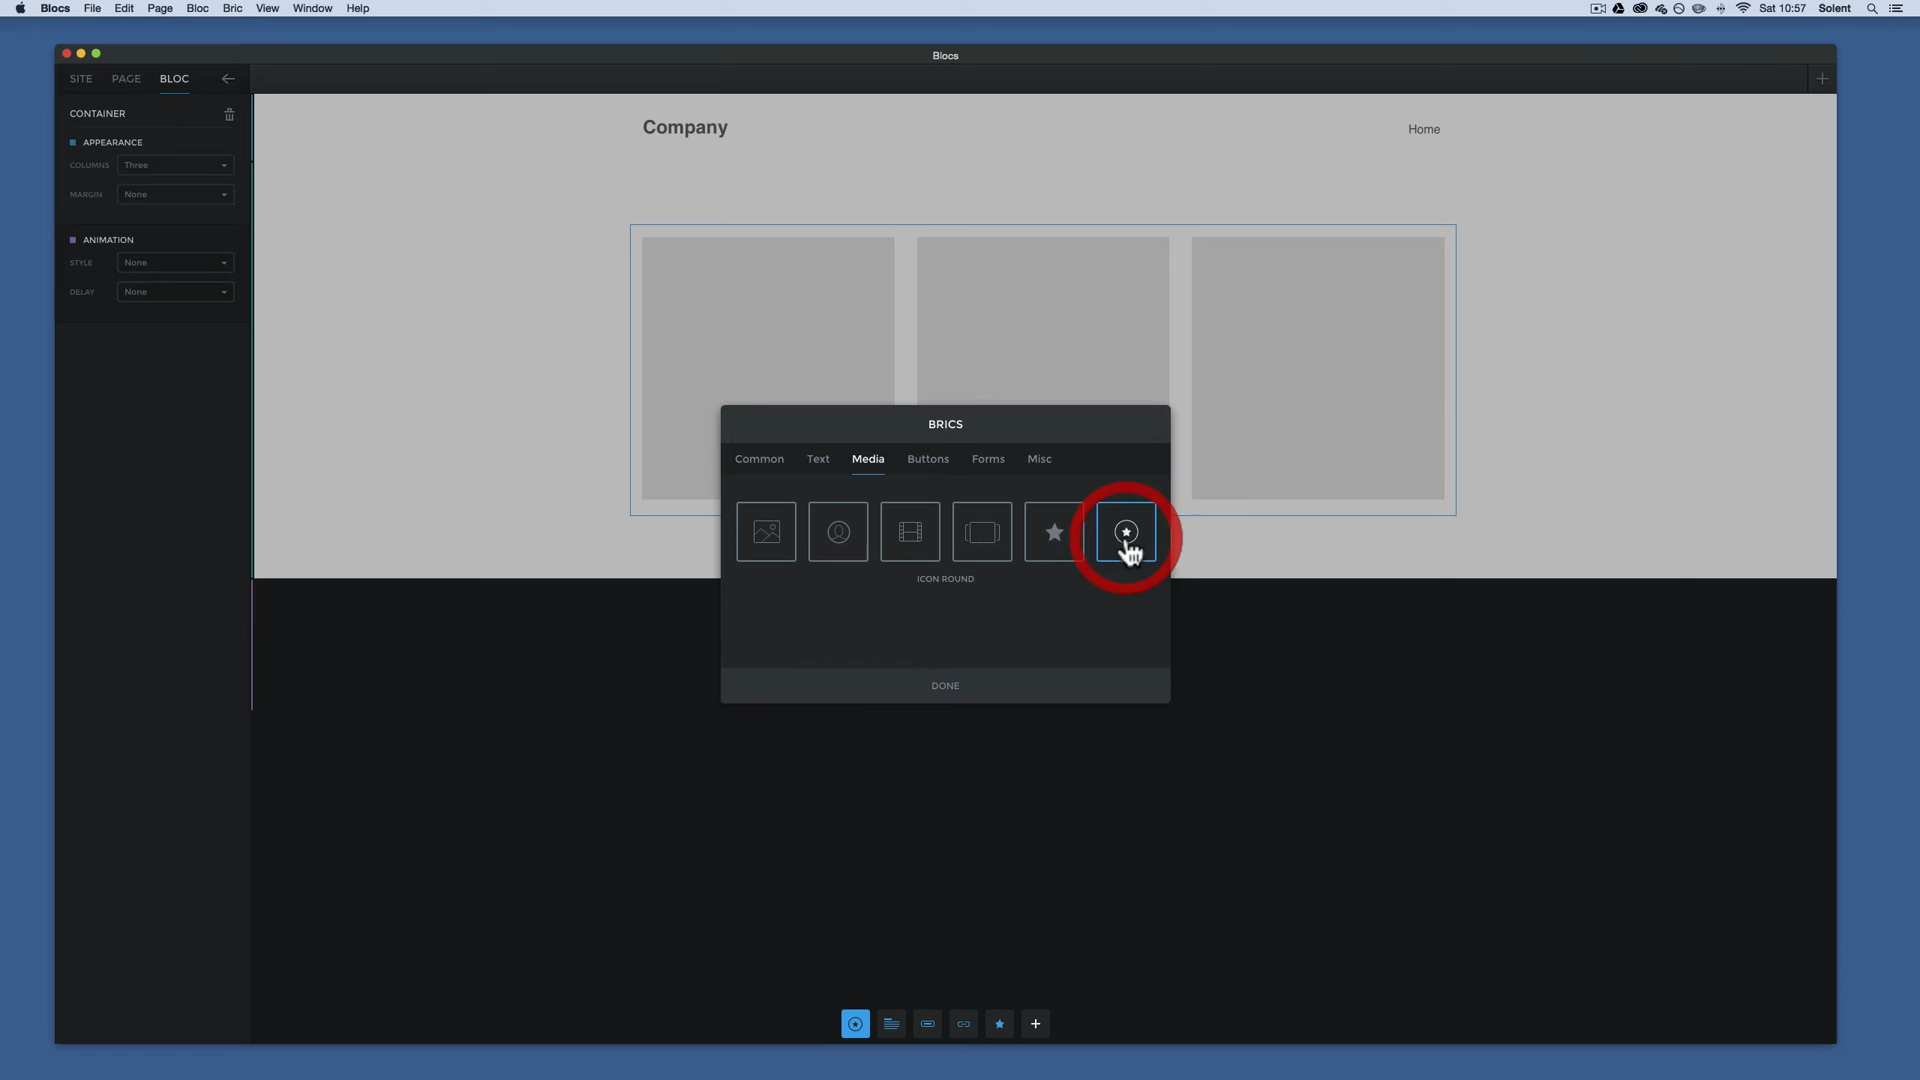 Blocs File Edit Page Bloc Bric View Window Help Sat 10:57 Solent
Blocs
SITE PAGE BLOC
CONTAINER
APPEARANCE
COLUMNS Three
MARGIN None
ANIMATION
STYLE None
DELAY None
Company Home
BRICS
Common Text Media Buttons Forms Misc
ICON ROUND
DONE